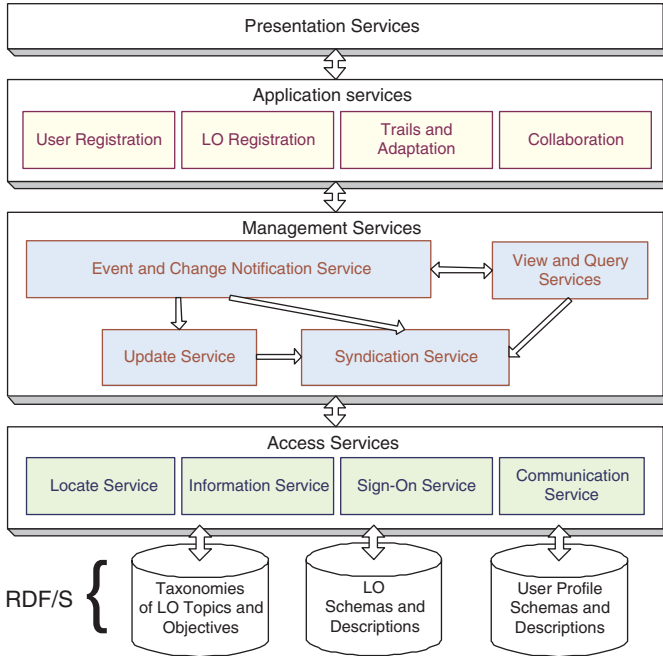 Presentation Services
Application services
User Registration
LO Registration
Trails and
Adaptation
Collaboration
Management Services
Event and Change Notification Service
View and Query
Services
Update Service
Syndication Service
Access Services
Locate Service
Information Service
Sign-On Service
Communication
Service
RDF/S {
Taxonomies
of LO Topics and
Objectives
LO
Schemas and
Descriptions
User Profile
Schemas and
Descriptions